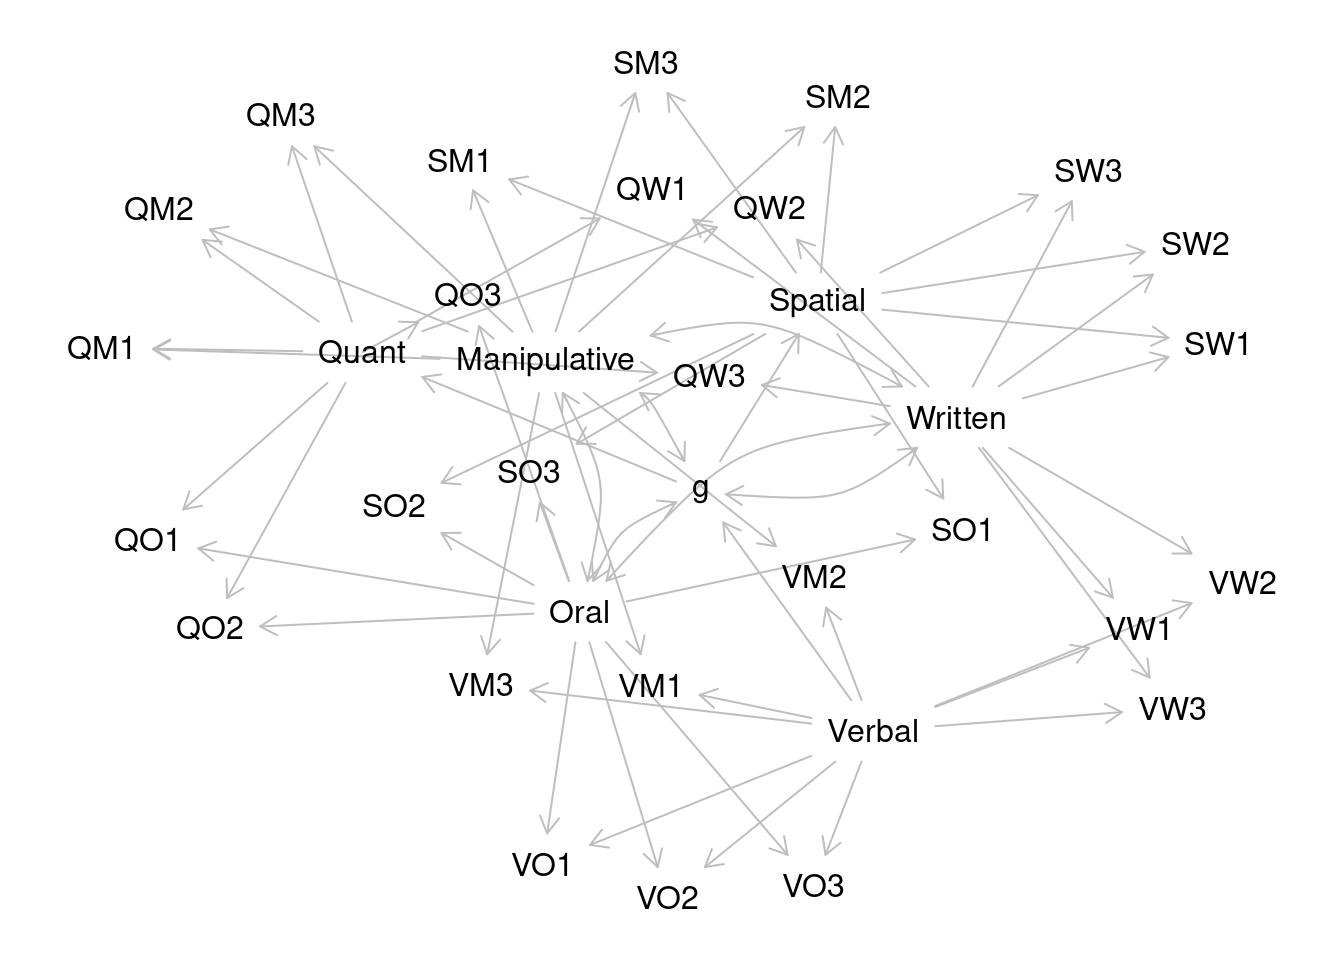 SM3
SM2
QM3
SM1
SW3
QW1
QM2
QW2
SW2
QO3
Spatial
QM1
Quant
Manipulative
SW1
QW3
Written
SO3
g
SO2
SO1
QO1
VM2
VW2
Oral
QO2
VW1
VM3
VM1
VW3
Verbal
VO1
VO2
VO3